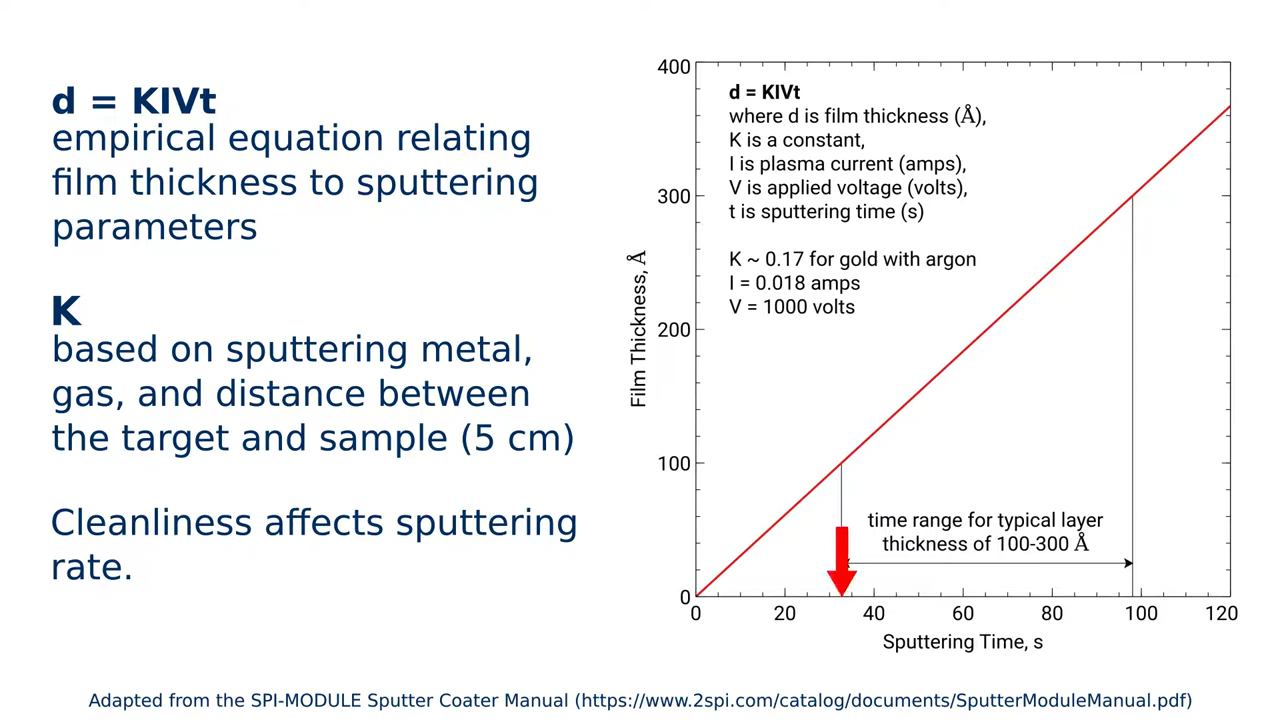 d = KIVt
empirical equation relating
film thickness to sputtering
parameters
K
based on sputtering metal,
gas, and distance between
the target and sample (5 cm)
Cleanliness affects sputtering
rate.
400
300
200
100
0
Film Thickness, Å
d = KIVt
where d is film thickness (Å),
K is a constant,
I is plasma current (amps),
V is applied voltage (volts),
t is sputtering time (s)
K ~ 0.17 for gold with argon
I = 0.018 amps
V = 1000 volts
time range for typical layer
thickness of 100-300 Å
0 20 40 60 80 100 120
Sputtering Time, s
Adapted from the SPI-MODULE Sputter Coater Manual (https://www.2spi.com/catalog/documents/SputterModuleManual.pdf)